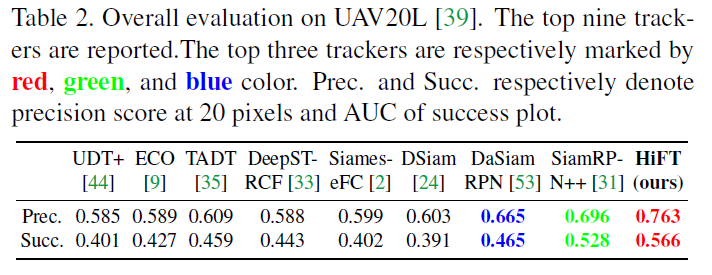 Table 2. Overall evaluation on UAV20L [39]. The top nine track-
ers are reported.The top three trackers are respectively marked by
red, green, and blue color. Prec. and Succ. respectively denote
precision score at 20 pixels and AUC of success plot.
UDT+ ECO TADT DeepST- Siames- DSiam DaSiam SiamRP- HiFT
[44] [9] [35] RCF [33] eFC [2] [24] RPN [53] N++ [31] (ours)
Prec. 0.585 0.589 0.609 0.588 0.599 0.603 0.665 0.696 0.763
Succ. 0.401 0.427 0.459 0.443 0.402 0.391 0.465 0.528 0.566